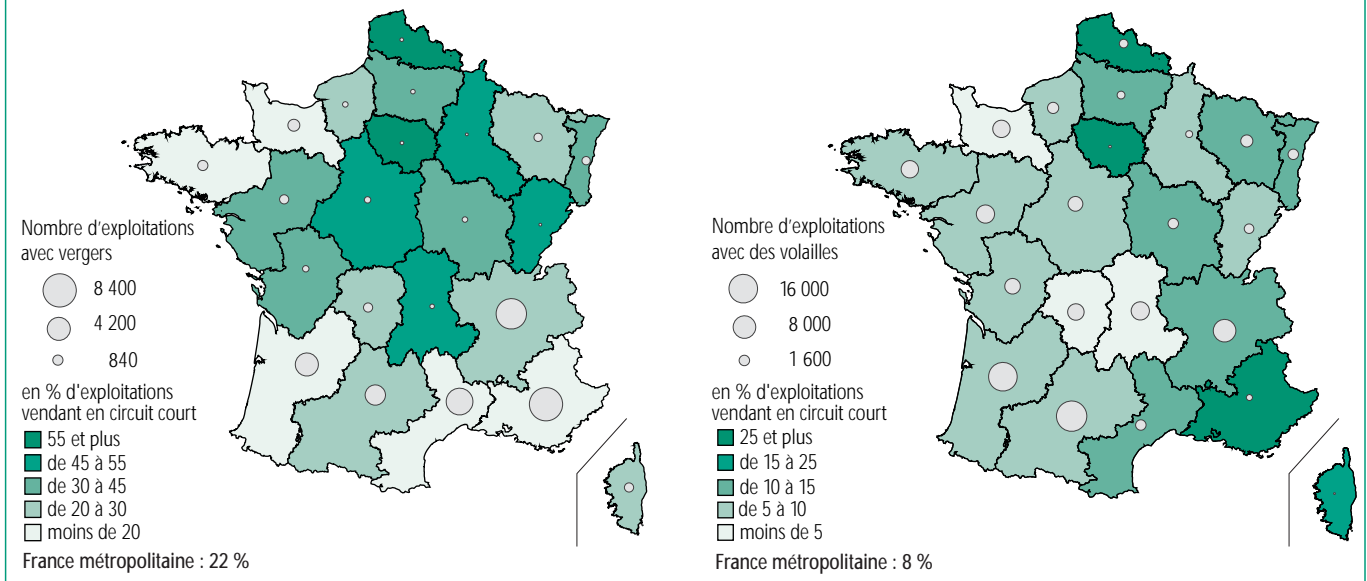 Nombre d'exploitations
avec vergers
8 400
4 200
840
en % d'exploitations
vendant en circuit court
55 et plus
de 45 à 55
de 30 à 45
de 20 à 30
moins de 20
France métropolitaine : 22 %
Nombre d'exploitations
avec des volailles
16 000
8 000
1 600
en % d'exploitations
vendant en circuit court
25 et plus
de 15 à 25
de 10 à 15
de 5 à 10
moins de 5
France métropolitaine : 8 %